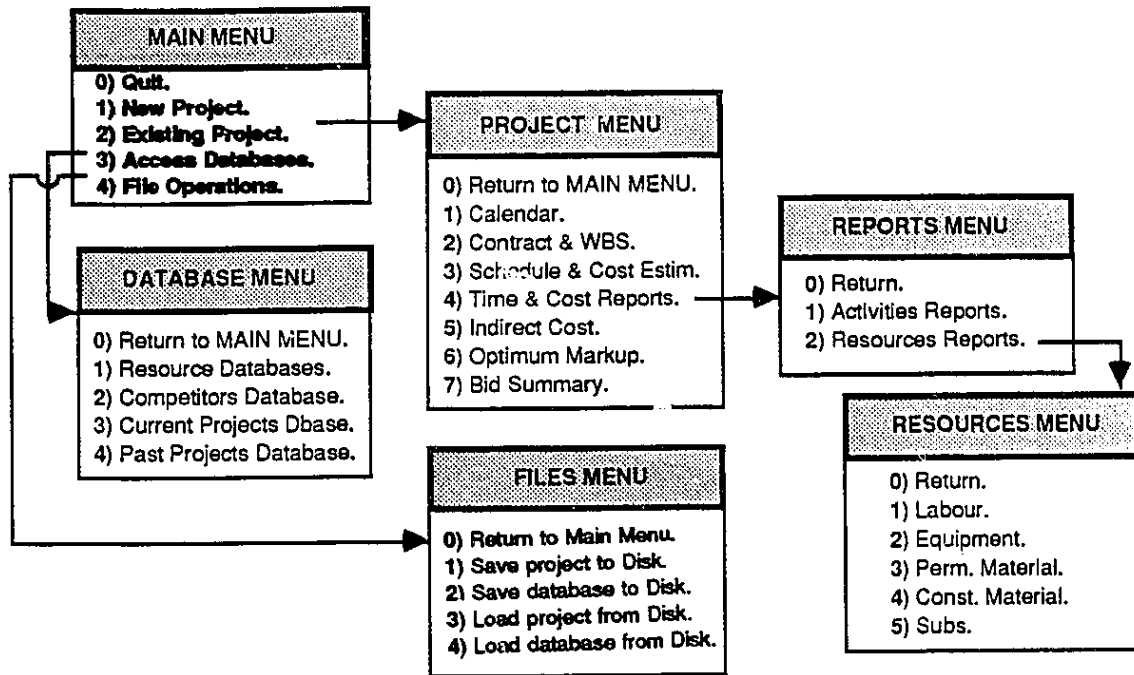 MAIN MENU
0) Quit.
1) New Project.
2) Existing Project.
3) Access Databases.
4) File Operations.
PROJECT MENU
0) Return to MAIN MENU.
1) Calendar.
2) Contract & WBS.
3) Schedule & Cost Estim.
4) Time & Cost Reports.
5) Indirect Cost.
6) Optimum Markup.
7) Bid Summary.
REPORTS MENU
0) Return.
1) Activities Reports.
2) Resources Reports.
DATABASE MENU
0) Return to MAIN MENU.
1) Resource Databases.
2) Competitors Database.
3) Current Projects Dbase.
4) Past Projects Database.
RESOURCES MENU
0) Return.
1) Labour.
2) Equipment.
3) Perm. Material.
4) Const. Material.
5) Subs.
FILES MENU
0) Return to Main Menu.
1) Save project to Disk.
2) Save database to Disk.
3) Load project from Disk.
4) Load database from Disk.